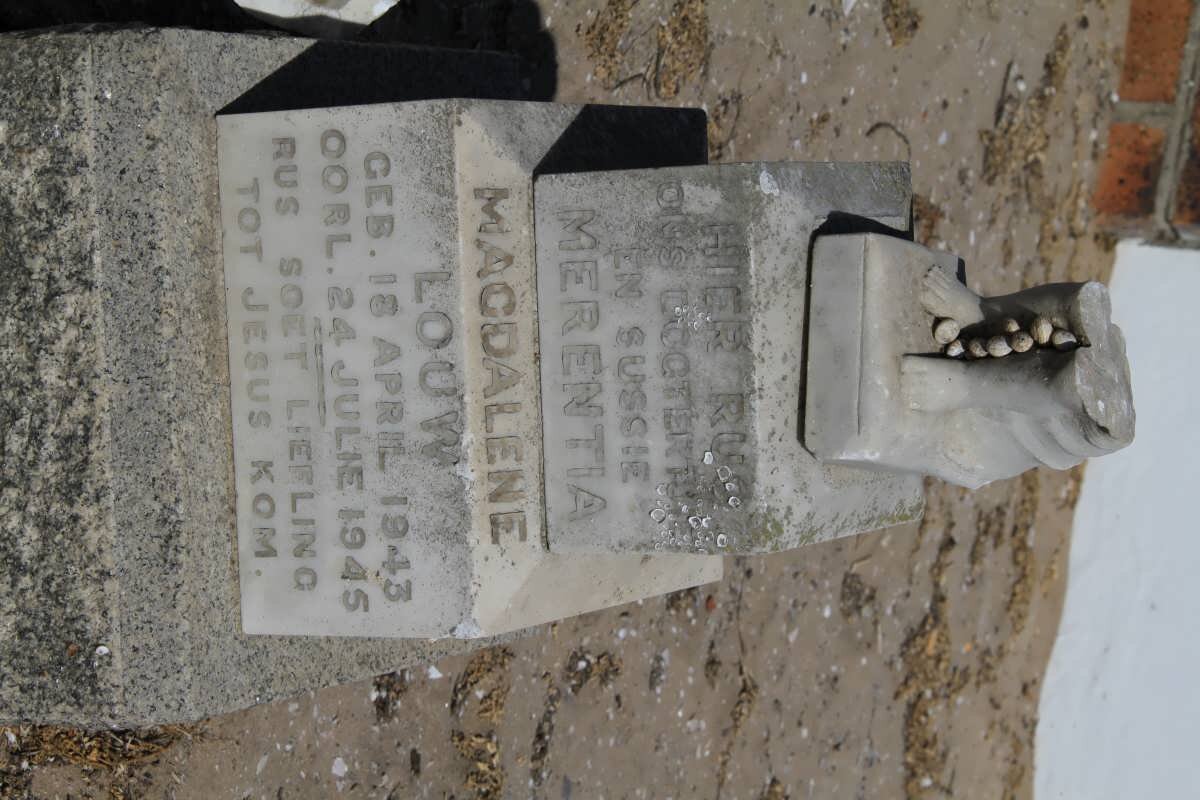 HIER RUS
ONS DOGTERTJIE
EN SUSSIE
MERENTIA
MAGDALENE
LOUW
GEB. 18 APRIL 1943
OORL. 24 JULIE 1945
RUS SOET LIEFLING
TOT JESUS KOM.